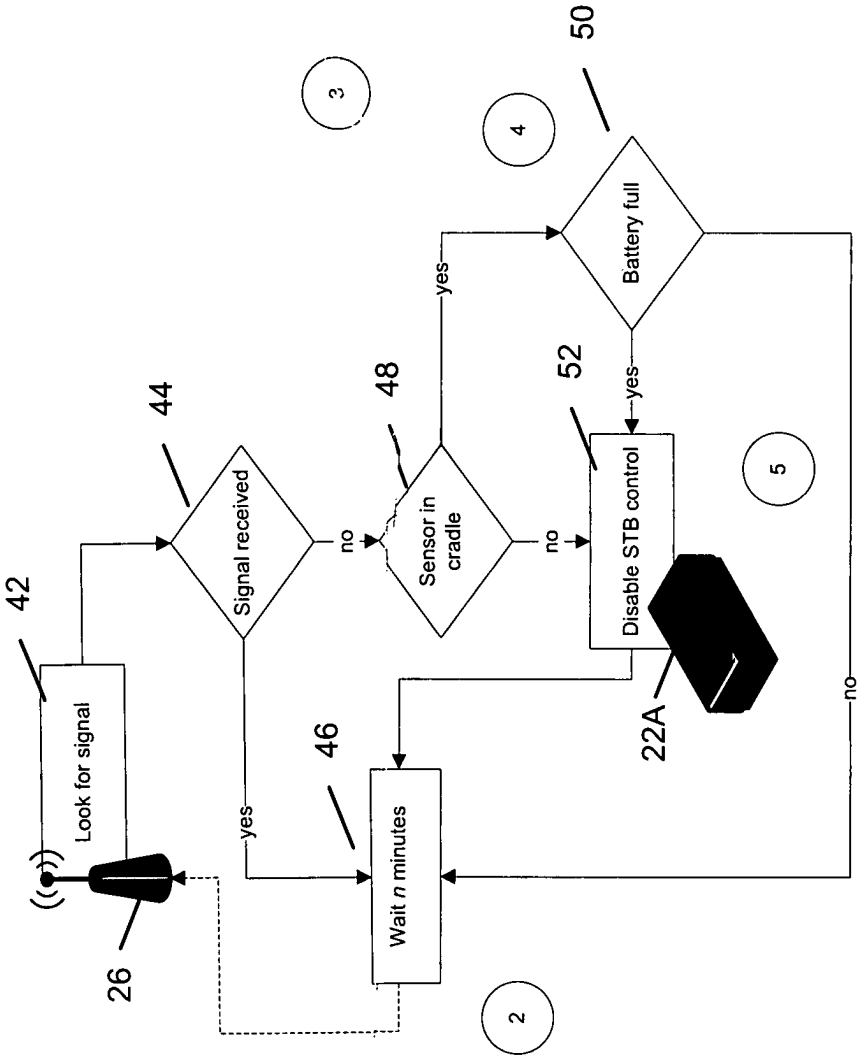 42
Look for signal
26
44
Signal received
yes
no
46
Wait n minutes
48
Sensor in
cradle
yes
no
50
Battery full
yes
no
52
Disable STB control
22A
2
3
4
5